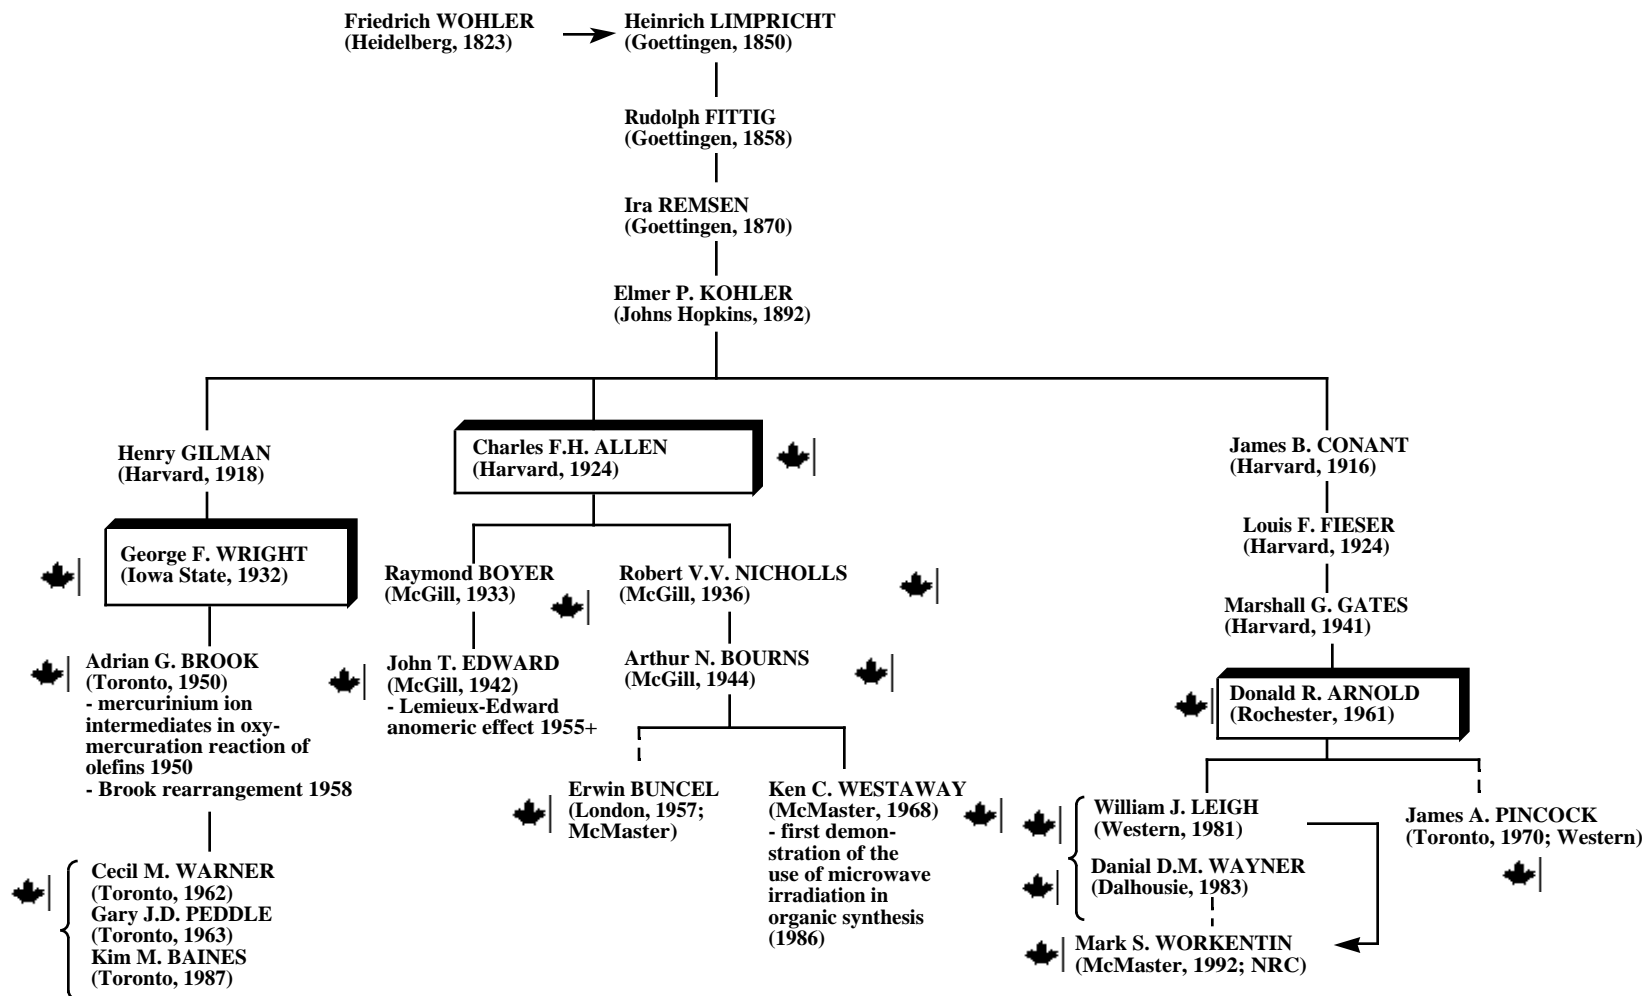 Friedrich WOHLER
(Heidelberg, 1823)
Heinrich LIMPRICHT
(Goettingen, 1850)
Rudolph FITTIG
(Goettingen, 1858)
Ira REMSEN
(Goettingen, 1870)
Elmer P. KOHLER
(Johns Hopkins, 1892)
Henry GILMAN
(Harvard, 1918)
George F. WRIGHT
(Iowa State, 1932)
Adrian G. BROOK
(Toronto, 1950)
- mercurinium ion
intermediates in oxy-
mercuration reaction of
olefins 1950
- Brook rearrangement 1958
Cecil M. WARNER
(Toronto, 1962)
Gary J.D. PEDDLE
(Toronto, 1963)
Kim M. BAINES
(Toronto, 1987)
Charles F.H. ALLEN
(Harvard, 1924)
Raymond BOYER
(McGill, 1933)
John T. EDWARD
(McGill, 1942)
- Lemieux-Edward
anomeric effect 1955+
Robert V.V. NICHOLLS
(McGill, 1936)
Arthur N. BOURNS
(McGill, 1944)
Erwin BUNCEL
(London, 1957;
McMaster)
Ken C. WESTAWAY
(McMaster, 1968)
- first demon-
stration of the
use of microwave
irradiation in
organic synthesis
(1986)
James B. CONANT
(Harvard, 1916)
Louis F. FIESER
(Harvard, 1924)
Marshall G. GATES
(Harvard, 1941)
Donald R. ARNOLD
(Rochester, 1961)
William J. LEIGH
(Western, 1981)
Danial D.M. WAYNER
(Dalhousie, 1983)
Mark S. WORKENTIN
(McMaster, 1992; NRC)
James A. PINCOCK
(Toronto, 1970; Western)